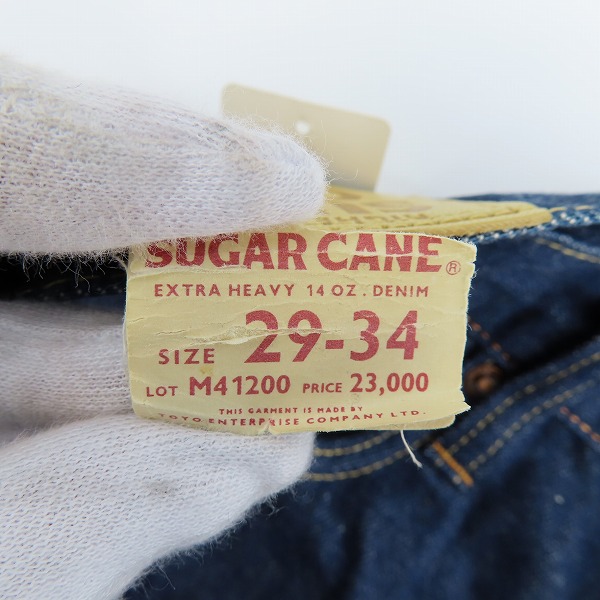 SUGAR CANE ®
EXTRA HEAVY 14 OZ. DENIM
SIZE 29-34
LOT M41200 PRICE 23,000
THIS GARMENT IS MADE BY
TOYO ENTERPRISE COMPANY LTD.